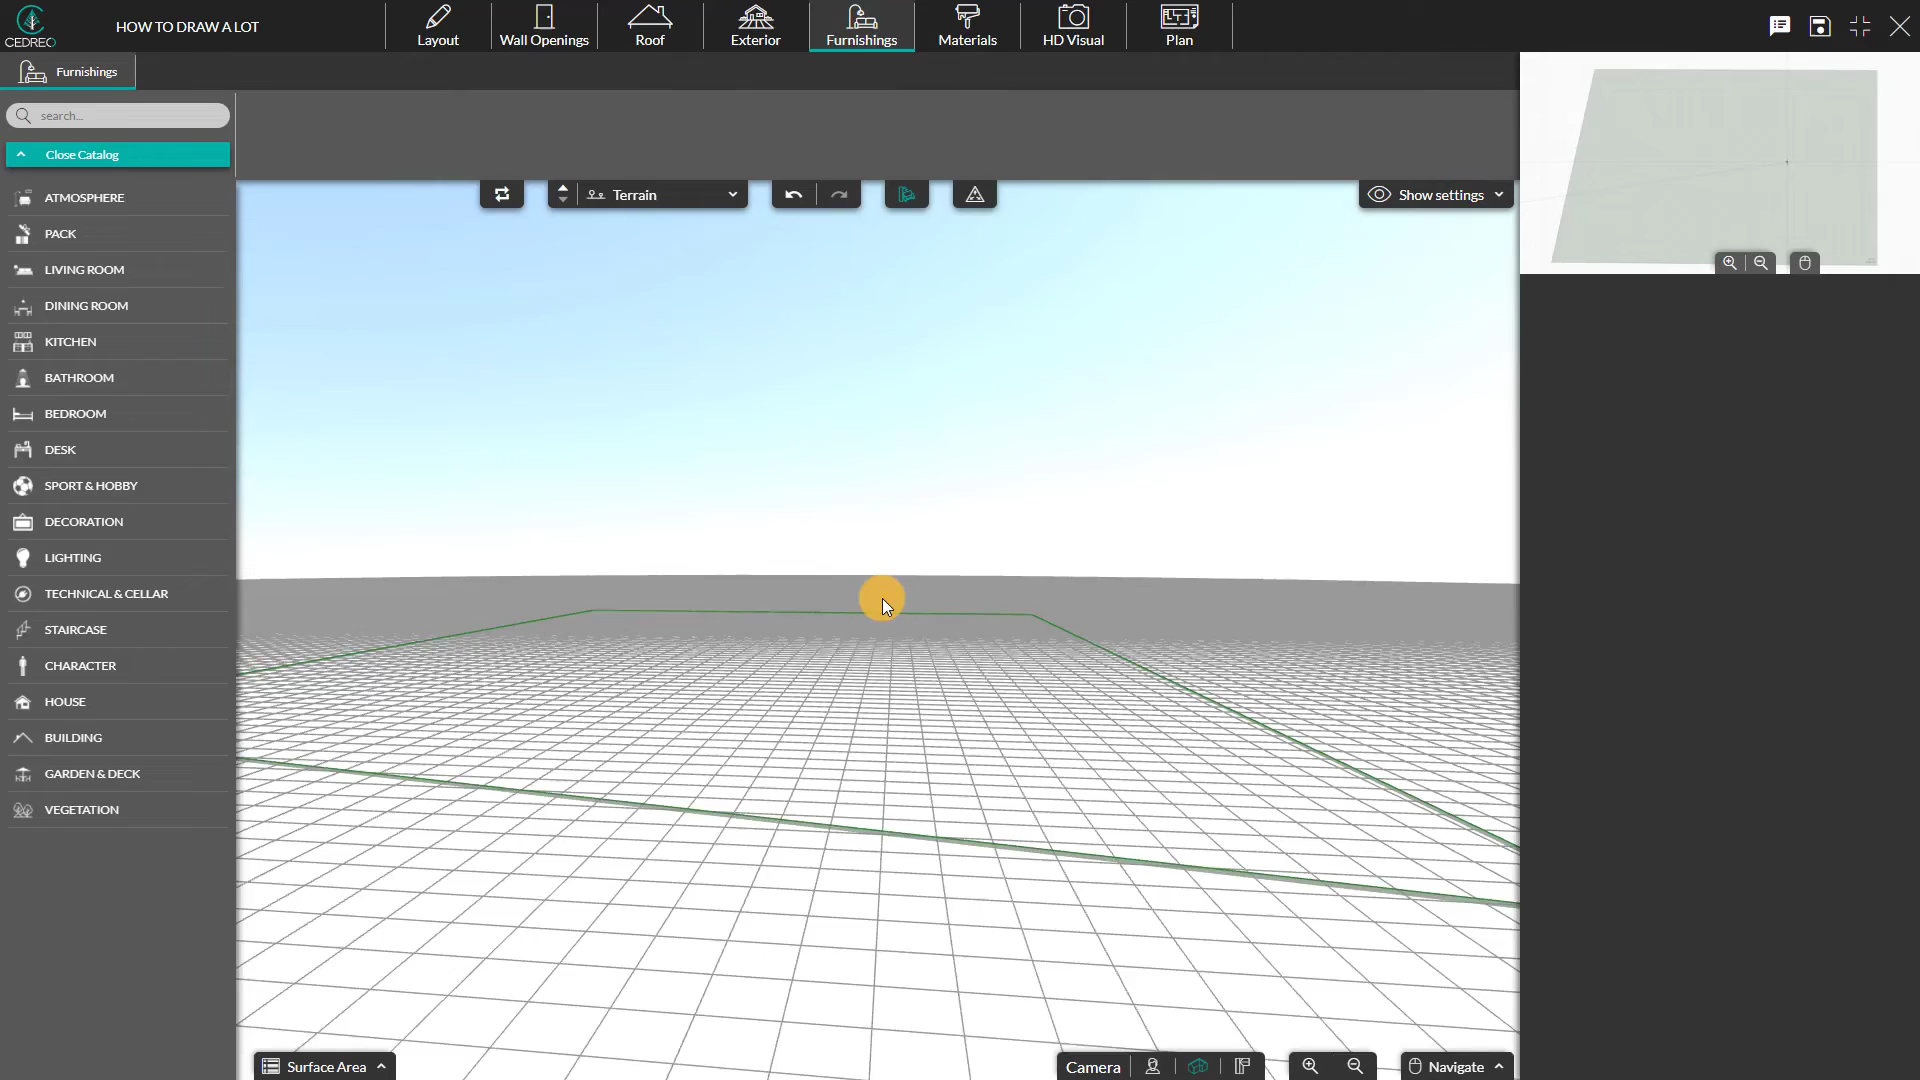 CEDREO
HOW TO DRAW A LOT
Layout
Wall Openings
Roof
Exterior
Furnishings
Materials
HD Visual
Plan
Furnishings
search...
Close Catalog
Terrain
Show settings
ATMOSPHERE
PACK
LIVING ROOM
DINING ROOM
KITCHEN
BATHROOM
BEDROOM
DESK
SPORT & HOBBY
DECORATION
LIGHTING
TECHNICAL & CELLAR
STAIRCASE
CHARACTER
HOUSE
BUILDING
GARDEN & DECK
VEGETATION
Surface Area
Camera
Navigate